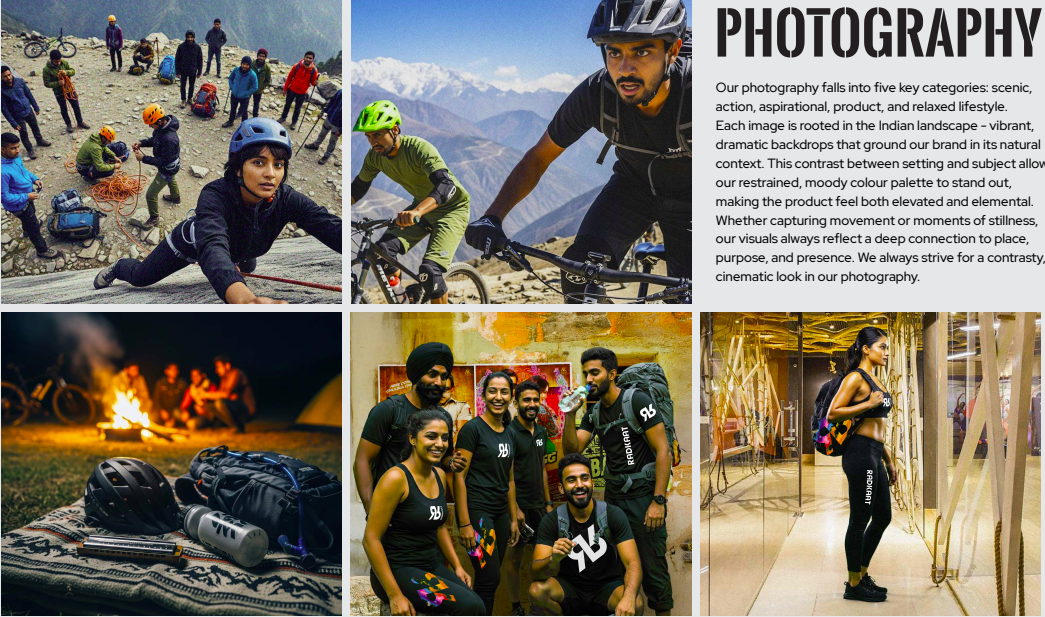 PHOTOGRAPHY
Our photography falls into five key categories: scenic,
action, aspirational, product, and relaxed lifestyle.
Each image is rooted in the Indian landscape - vibrant,
dramatic backdrops that ground our brand in its natural
context. This contrast between setting and subject allow
our restrained, moody colour palette to stand out,
making the product feel both elevated and elemental.
Whether capturing movement or moments of stillness,
our visuals always reflect a deep connection to place,
purpose, and presence. We always strive for a contrasty,
cinematic look in our photography.
RADKAAT
RADKAAT